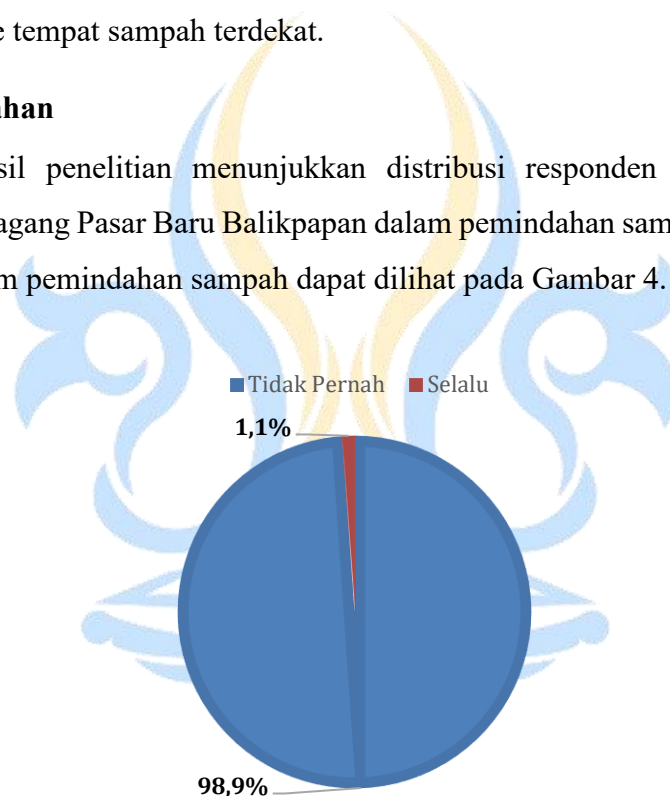 tempat sampah terdekat.
sil penelitian menunjukkan distribusi responden
agang Pasar Baru Balikpapan dalam pemindahan sam
m pemindahan sampah dapat dilihat pada Gambar 4.
Tidak Pernah Selalu
1,1%
98,9%